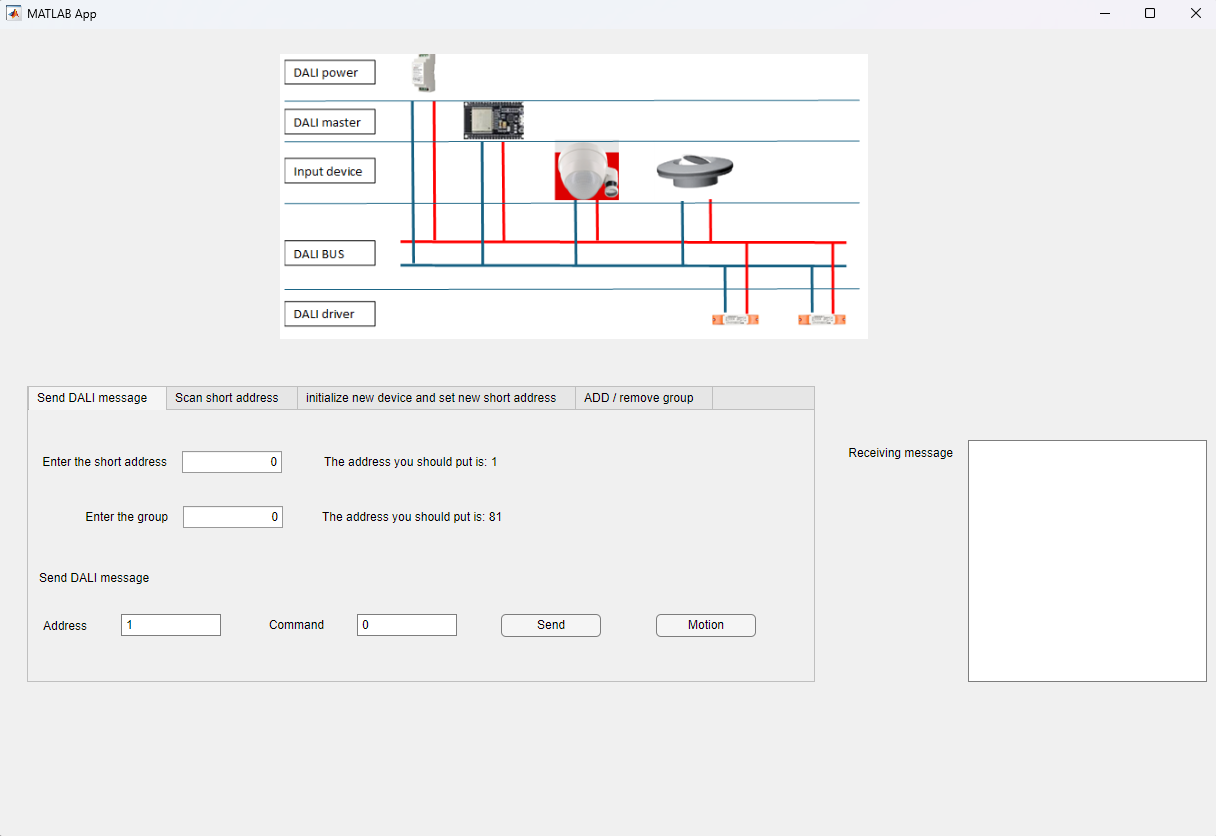 MATLAB App
DALI power
DALI master
Input device
DALI BUS
DALI driver
Send DALI message
Scan short address
initialize new device and set new short address
ADD / remove group
Enter the short address
0
The address you should put is: 1
Enter the group
0
The address you should put is: 81
Send DALI message
Address
1
Command
0
Send
Motion
Receiving message